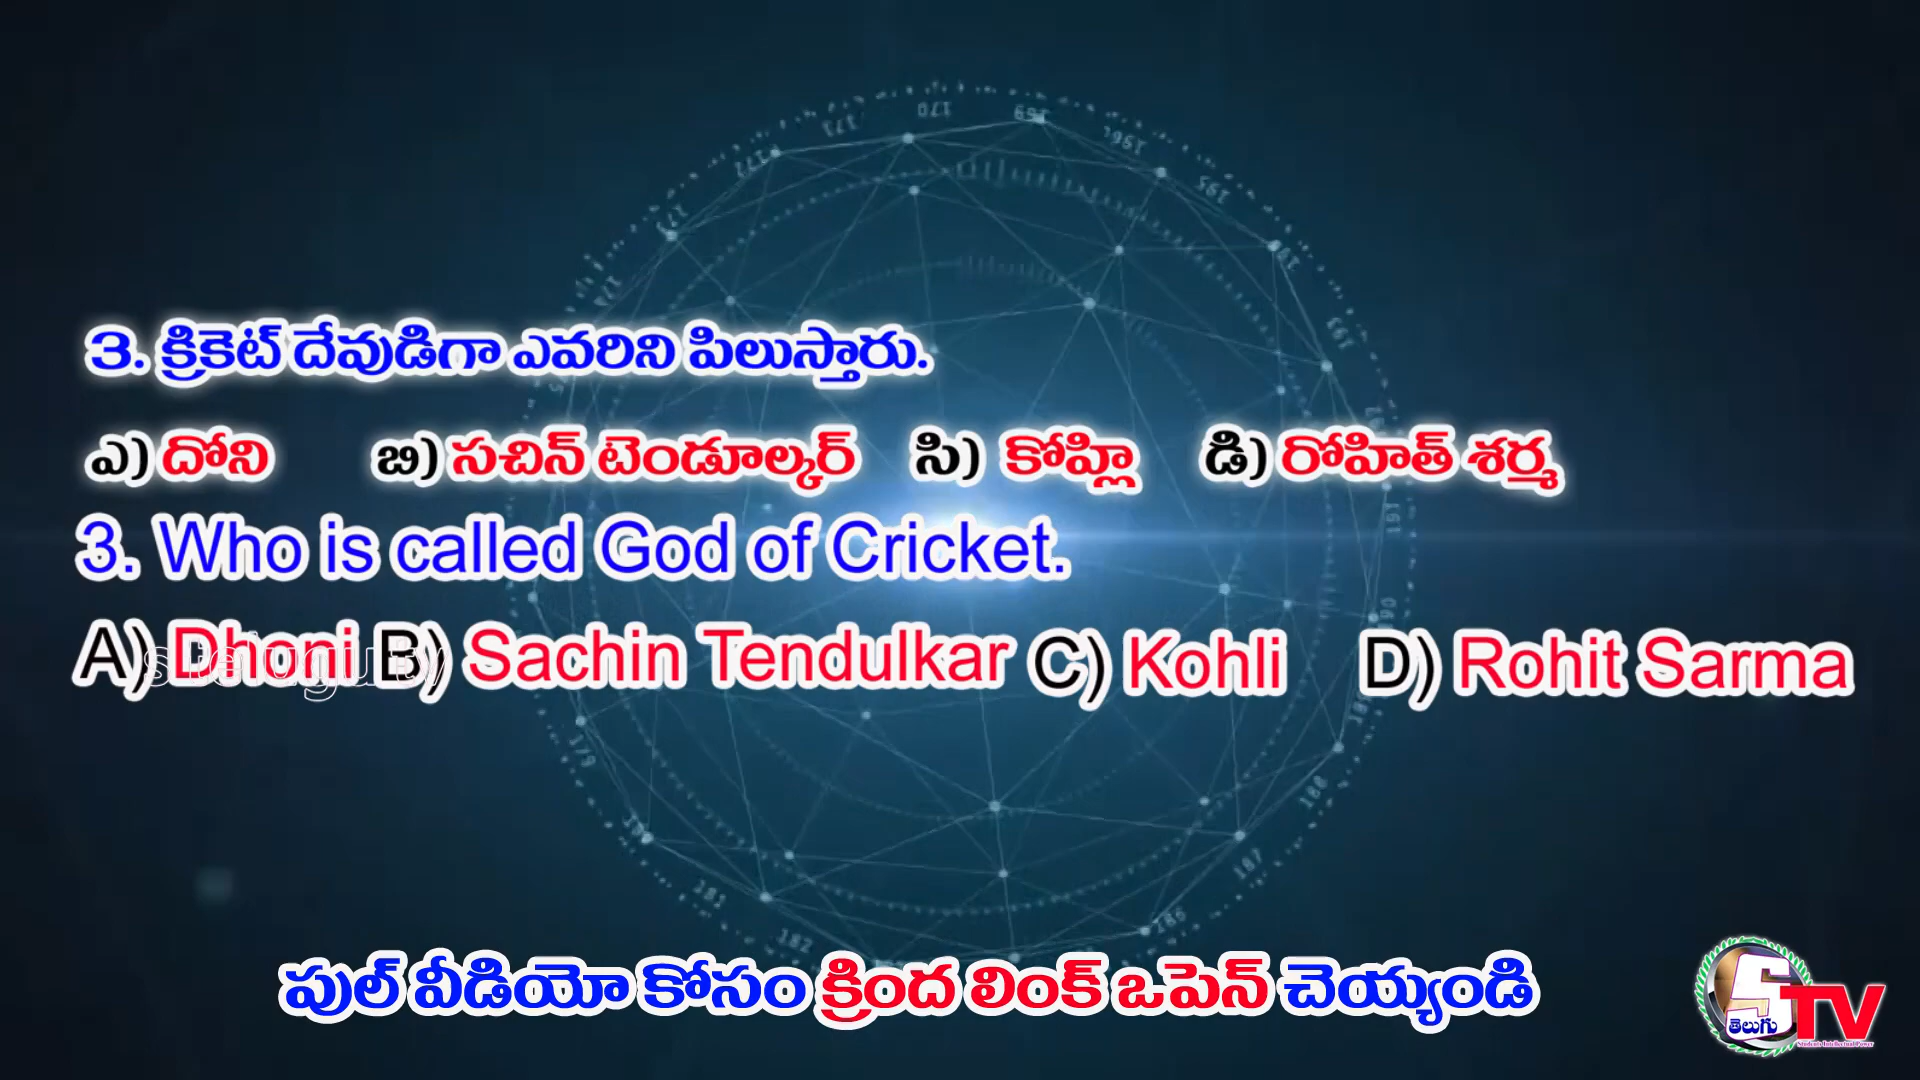 3. క్రికెట్ దేవుడిగా ఎవరిని పిలుస్తారు.
ఎ) దోని బి) సచిన్ టెండూల్కర్ సి) కోహ్లి డి) రోహిత్ శర్మ
3. Who is called God of Cricket.
A) Dhoni B) Sachin Tendulkar C) Kohli D) Rohit Sarma
పుల్ వీడియో కోసం క్రింద లింక్ ఒపెన్ చెయ్యండి
S TV
తెలుగు